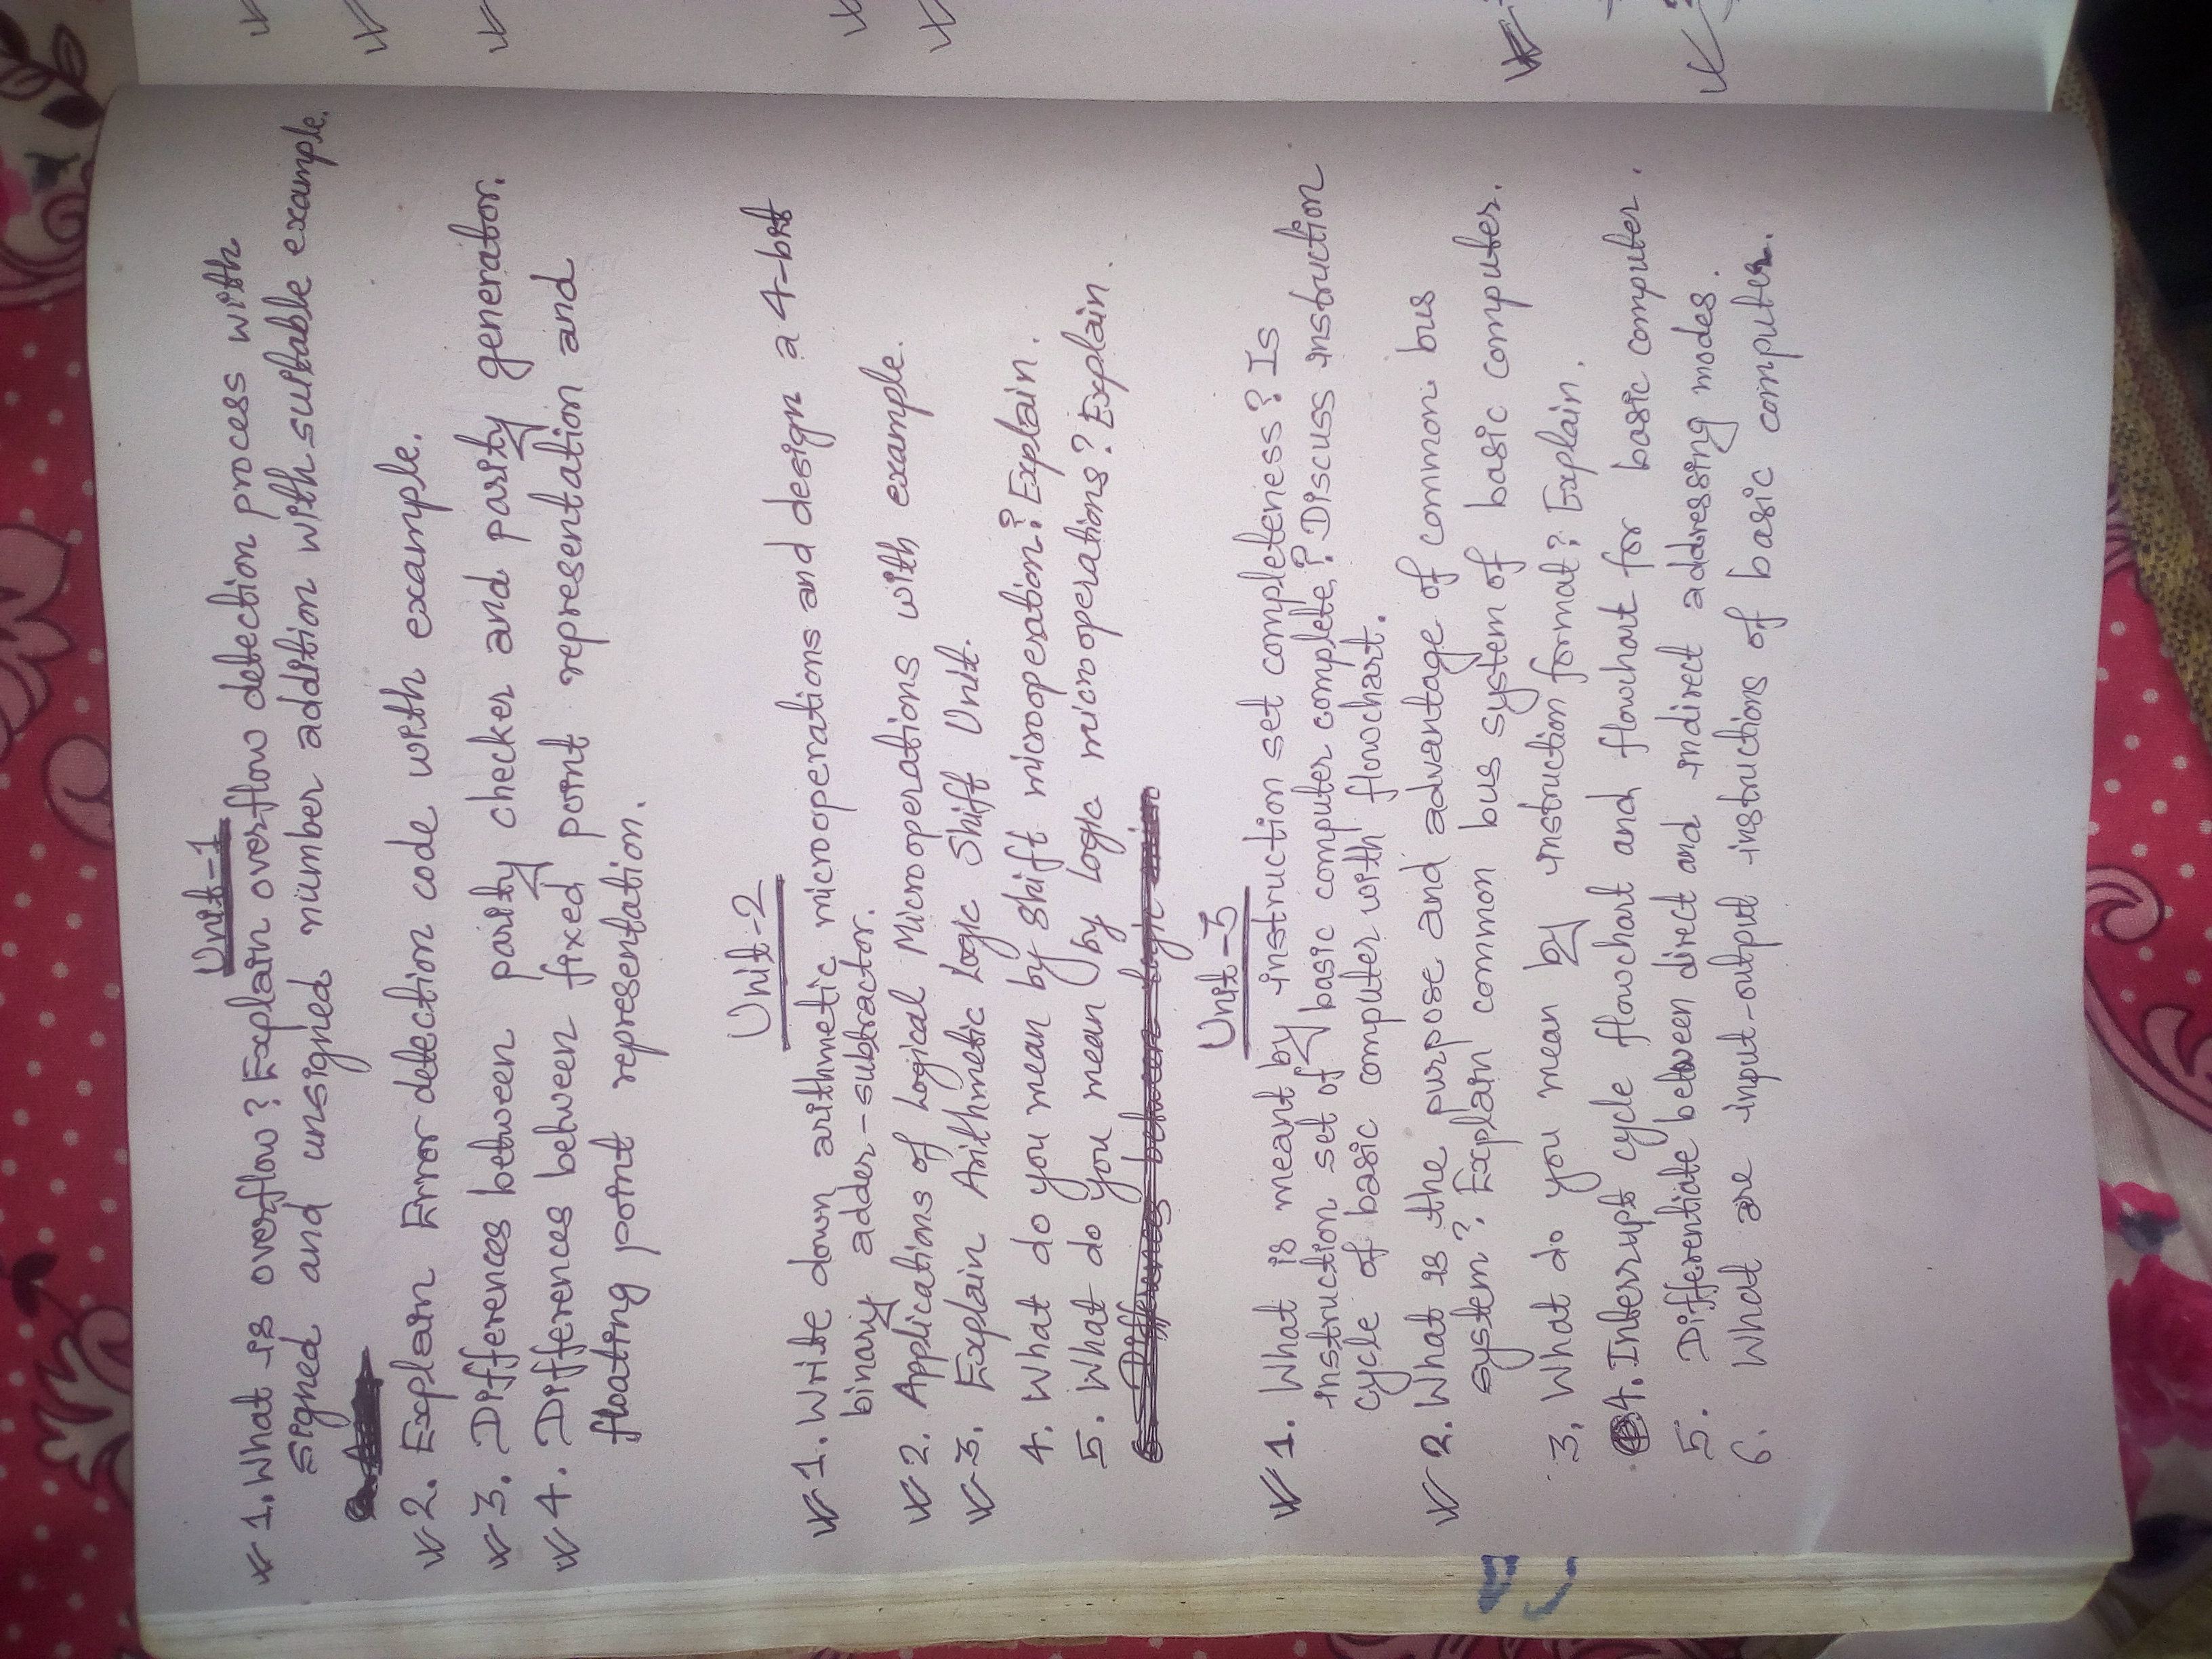 Unit-1
1. What is overflow? Explain overflow detection process with
signed and unsigned number addition with suitable example.
2. Explain Error detection code with example.
3. Differences between parity checker and parity generator.
4. Differences between fixed point representation and
floating point representation.
Unit-2
1. Write down arithmetic microoperations and design a 4-bit
binary adder-subtractor.
2. Applications of Logical Microoperations with example.
3. Explain Arithmetic Logic Shift Unit.
4. What do you mean by shift microoperation? Explain.
5. What do you mean by Logic microoperations? Explain.
6. Differences between logic micro
Unit-3
1. What is meant by instruction set completeness? Is
instruction set of basic computer complete? Discuss instruction
cycle of basic computer with flowchart.
2. What is the purpose and advantage of common bus
system? Explain common bus system of basic computer.
3. What do you mean by instruction format? Explain.
4. Interrupt cycle flowchart and flowchart for basic computer.
5. Differentiate between direct and indirect addressing modes.
6. What are input-output instructions of basic computer.